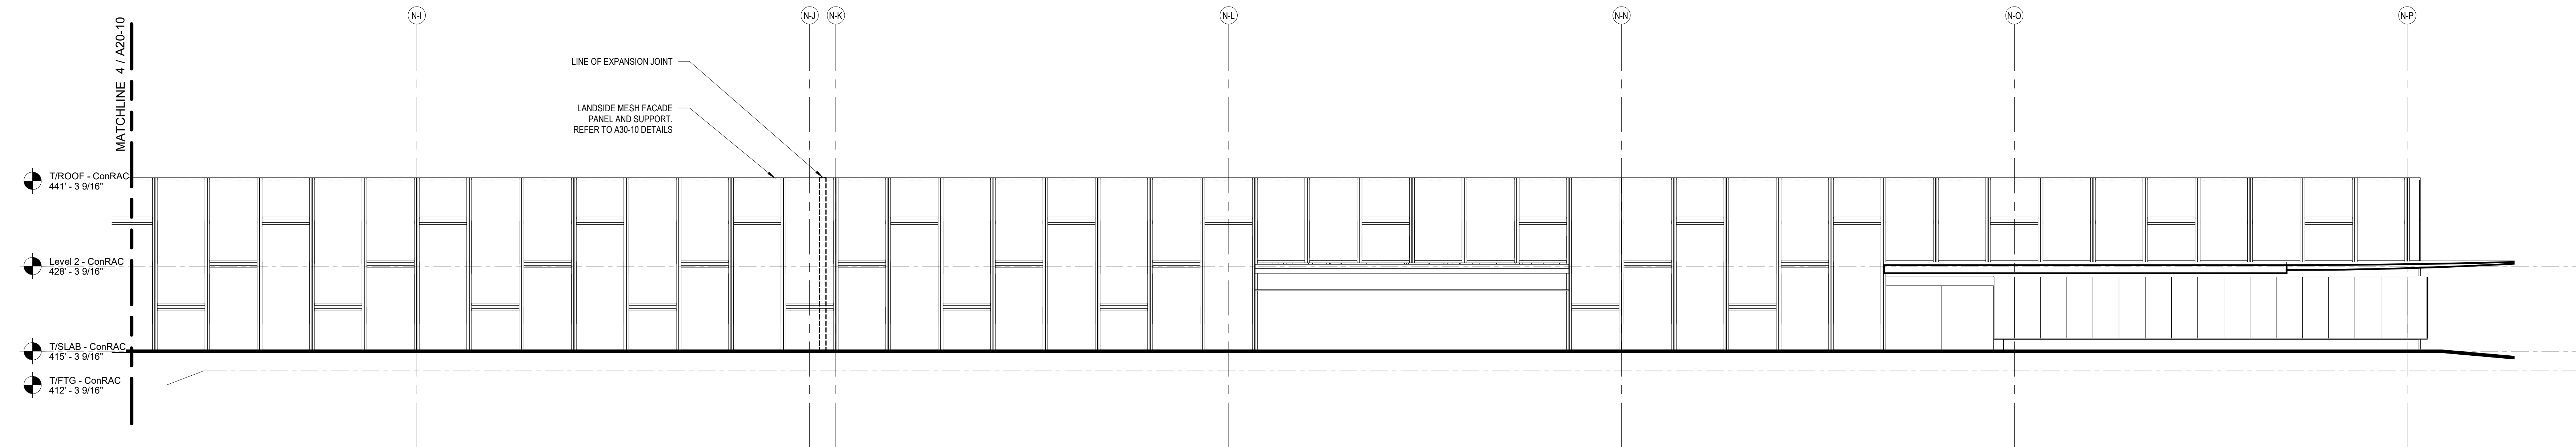 N-I
N-J
N-K
N-L
N-N
N-O
N-P
MATCHLINE 4 / A20-10
LINE OF EXPANSION JOINT
LANDSIDE MESH FACADE
PANEL AND SUPPORT.
REFER TO A30-10 DETAILS
T/ROOF - ConRAC
441' - 3 9/16"
Level 2 - ConRAC
428' - 3 9/16"
T/SLAB - ConRAC
415' - 3 9/16"
T/FTG - ConRAC
412' - 3 9/16"